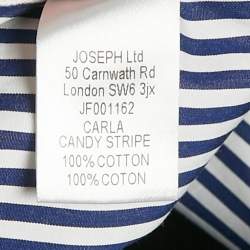 JOSEPH Ltd
50 Carnwath Rd
London SW6 3jx
JF001162
CARLA
CANDY STRIPE
100% COTTON
100% COTON